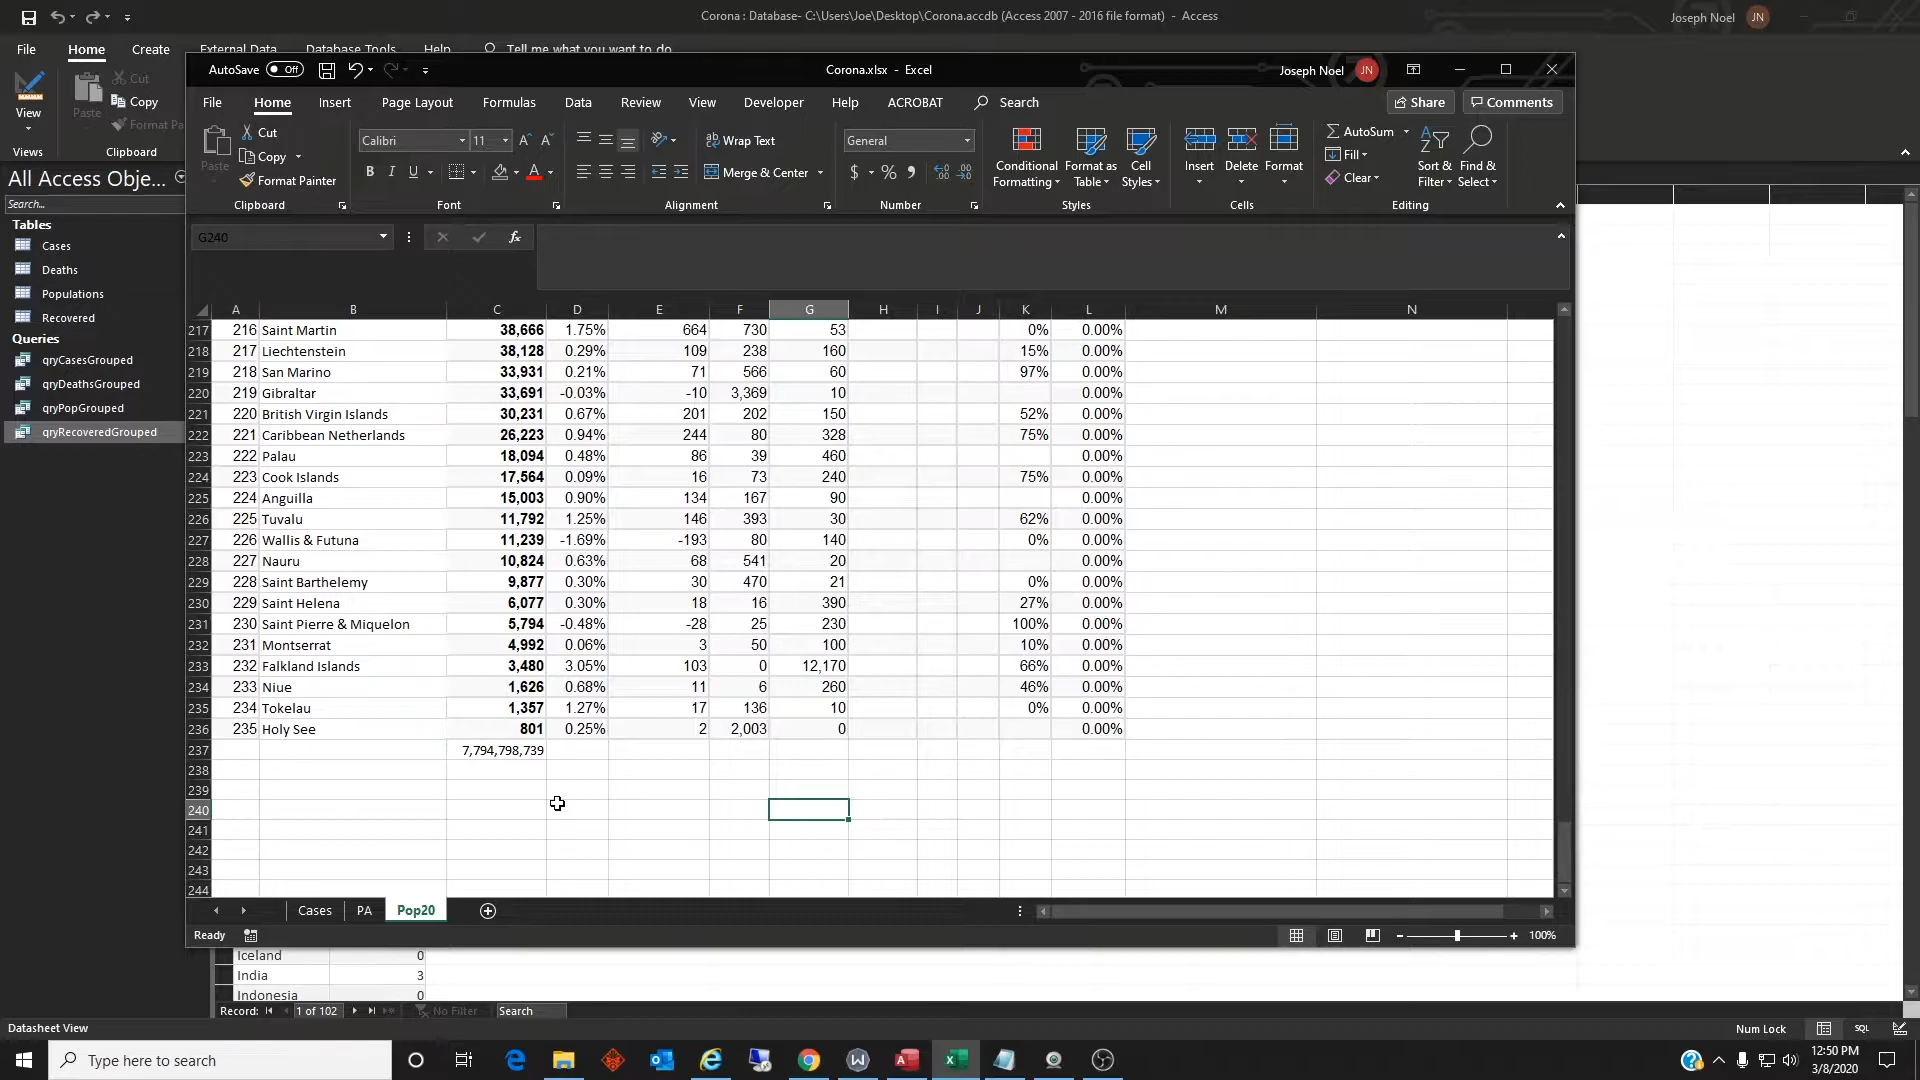 Corona : Database- C:\Users\Joe\Desktop\Corona.accdb (Access 2007 - 2016 file format) - Access
Joseph Noel JN
File Home Create External Data Database Tools Help Tell me what you want to do
View
Views
Paste
Cut
Copy
Format Pa
Clipboard
All Access Obje...
Search...
Tables
Cases
Deaths
Populations
Recovered
Queries
qryCasesGrouped
qryDeathsGrouped
qryPopGrouped
qryRecoveredGrouped
AutoSave Off
Corona.xlsx - Excel
Joseph Noel JN
File Home Insert Page Layout Formulas Data Review View Developer Help ACROBAT Search
Share Comments
Paste
Cut
Copy
Format Painter
Clipboard
Calibri 11
B I U
Font
Wrap Text
Merge & Center
Alignment
General
$ % ,
Number
Conditional Formatting
Format as Table
Cell Styles
Styles
Insert Delete Format
Cells
AutoSum
Fill
Clear
Sort & Filter
Find & Select
Editing
G240
fx
A B C D E F G H I J K L M N
217 216 Saint Martin 38,666 1.75% 664 730 53 0% 0.00%
218 217 Liechtenstein 38,128 0.29% 109 238 160 15% 0.00%
219 218 San Marino 33,931 0.21% 71 566 60 97% 0.00%
220 219 Gibraltar 33,691 -0.03% -10 3,369 10 0.00%
221 220 British Virgin Islands 30,231 0.67% 201 202 150 52% 0.00%
222 221 Caribbean Netherlands 26,223 0.94% 244 80 328 75% 0.00%
223 222 Palau 18,094 0.48% 86 39 460 0.00%
224 223 Cook Islands 17,564 0.09% 16 73 240 75% 0.00%
225 224 Anguilla 15,003 0.90% 134 167 90 0.00%
226 225 Tuvalu 11,792 1.25% 146 393 30 62% 0.00%
227 226 Wallis & Futuna 11,239 -1.69% -193 80 140 0% 0.00%
228 227 Nauru 10,824 0.63% 68 541 20 0.00%
229 228 Saint Barthelemy 9,877 0.30% 30 470 21 0% 0.00%
230 229 Saint Helena 6,077 0.30% 18 16 390 27% 0.00%
231 230 Saint Pierre & Miquelon 5,794 -0.48% -28 25 230 100% 0.00%
232 231 Montserrat 4,992 0.06% 3 50 100 10% 0.00%
233 232 Falkland Islands 3,480 3.05% 103 0 12,170 66% 0.00%
234 233 Niue 1,626 0.68% 11 6 260 46% 0.00%
235 234 Tokelau 1,357 1.27% 17 136 10 0% 0.00%
236 235 Holy See 801 0.25% 2 2,003 0 0.00%
237 7,794,798,739
238
239
240
241
242
243
244
Cases PA Pop20
Ready
100%
Iceland 0
India 3
Indonesia 0
Record: 1 of 102 No Filter Search
Datasheet View
Num Lock
SQL
Type here to search
12:50 PM
3/8/2020